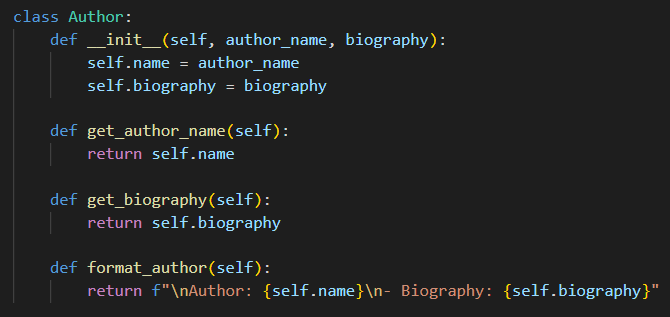 class Author:
    def __init__(self, author_name, biography):
        self.name = author_name
        self.biography = biography

    def get_author_name(self):
        return self.name

    def get_biography(self):
        return self.biography

    def format_author(self):
        return f"\nAuthor: {self.name}\n- Biography: {self.biography}"